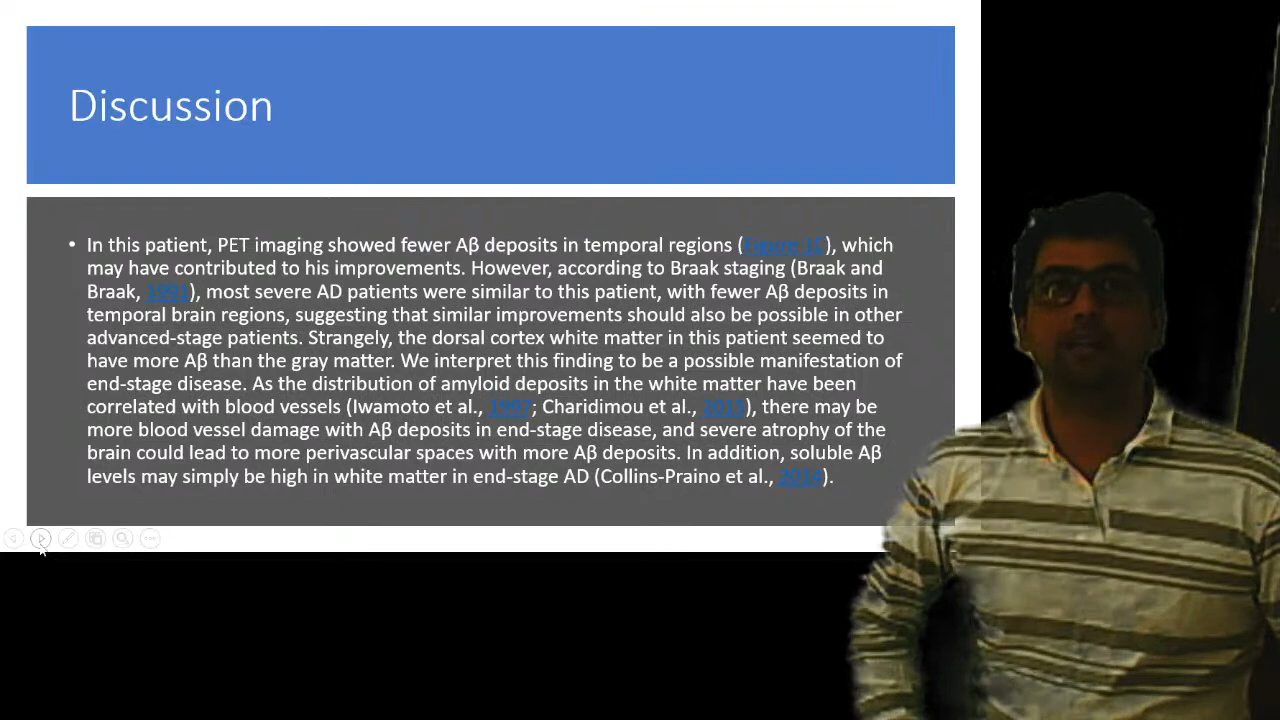 Discussion
• In this patient, PET imaging showed fewer Aβ deposits in temporal regions (Figure 1C), which
may have contributed to his improvements. However, according to Braak staging (Braak and
Braak, 1991), most severe AD patients were similar to this patient, with fewer Aβ deposits in
temporal brain regions, suggesting that similar improvements should also be possible in other
advanced-stage patients. Strangely, the dorsal cortex white matter in this patient seemed to
have more Aβ than the gray matter. We interpret this finding to be a possible manifestation of
end-stage disease. As the distribution of amyloid deposits in the white matter have been
correlated with blood vessels (Iwamoto et al., 1997; Charidimou et al., 2015), there may be
more blood vessel damage with Aβ deposits in end-stage disease, and severe atrophy of the
brain could lead to more perivascular spaces with more Aβ deposits. In addition, soluble Aβ
levels may simply be high in white matter in end-stage AD (Collins-Praino et al., 2014).